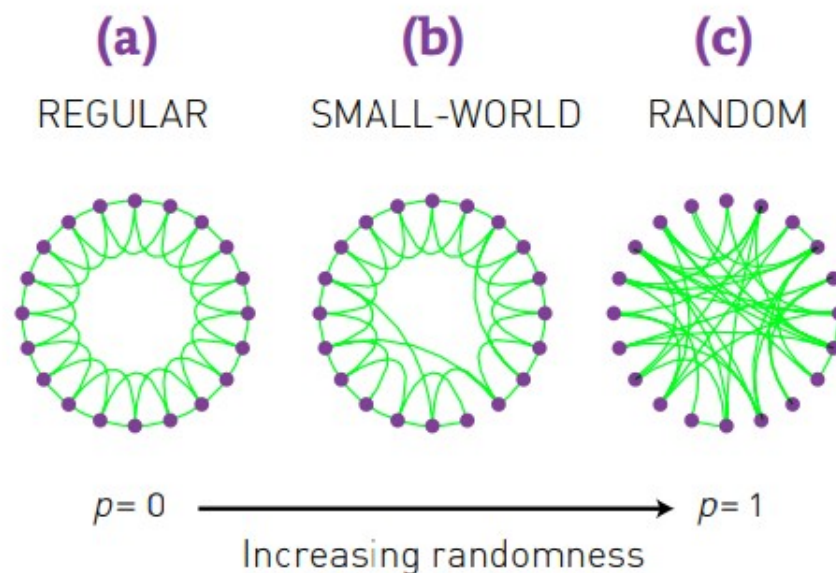 (a) (b) (c)
REGULAR SMALL-WORLD RANDOM
p= 0 p= 1
Increasing randomness